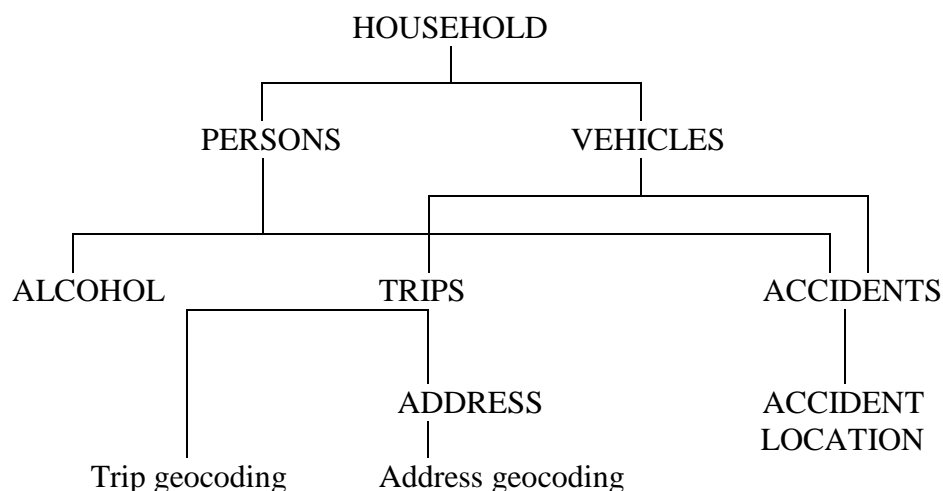 HOUSEHOLD
PERSONS
VEHICLES
ALCOHOL
TRIPS
ACCIDENTS
ADDRESS
ACCIDENT
LOCATION
Trip geocoding
Address geocoding